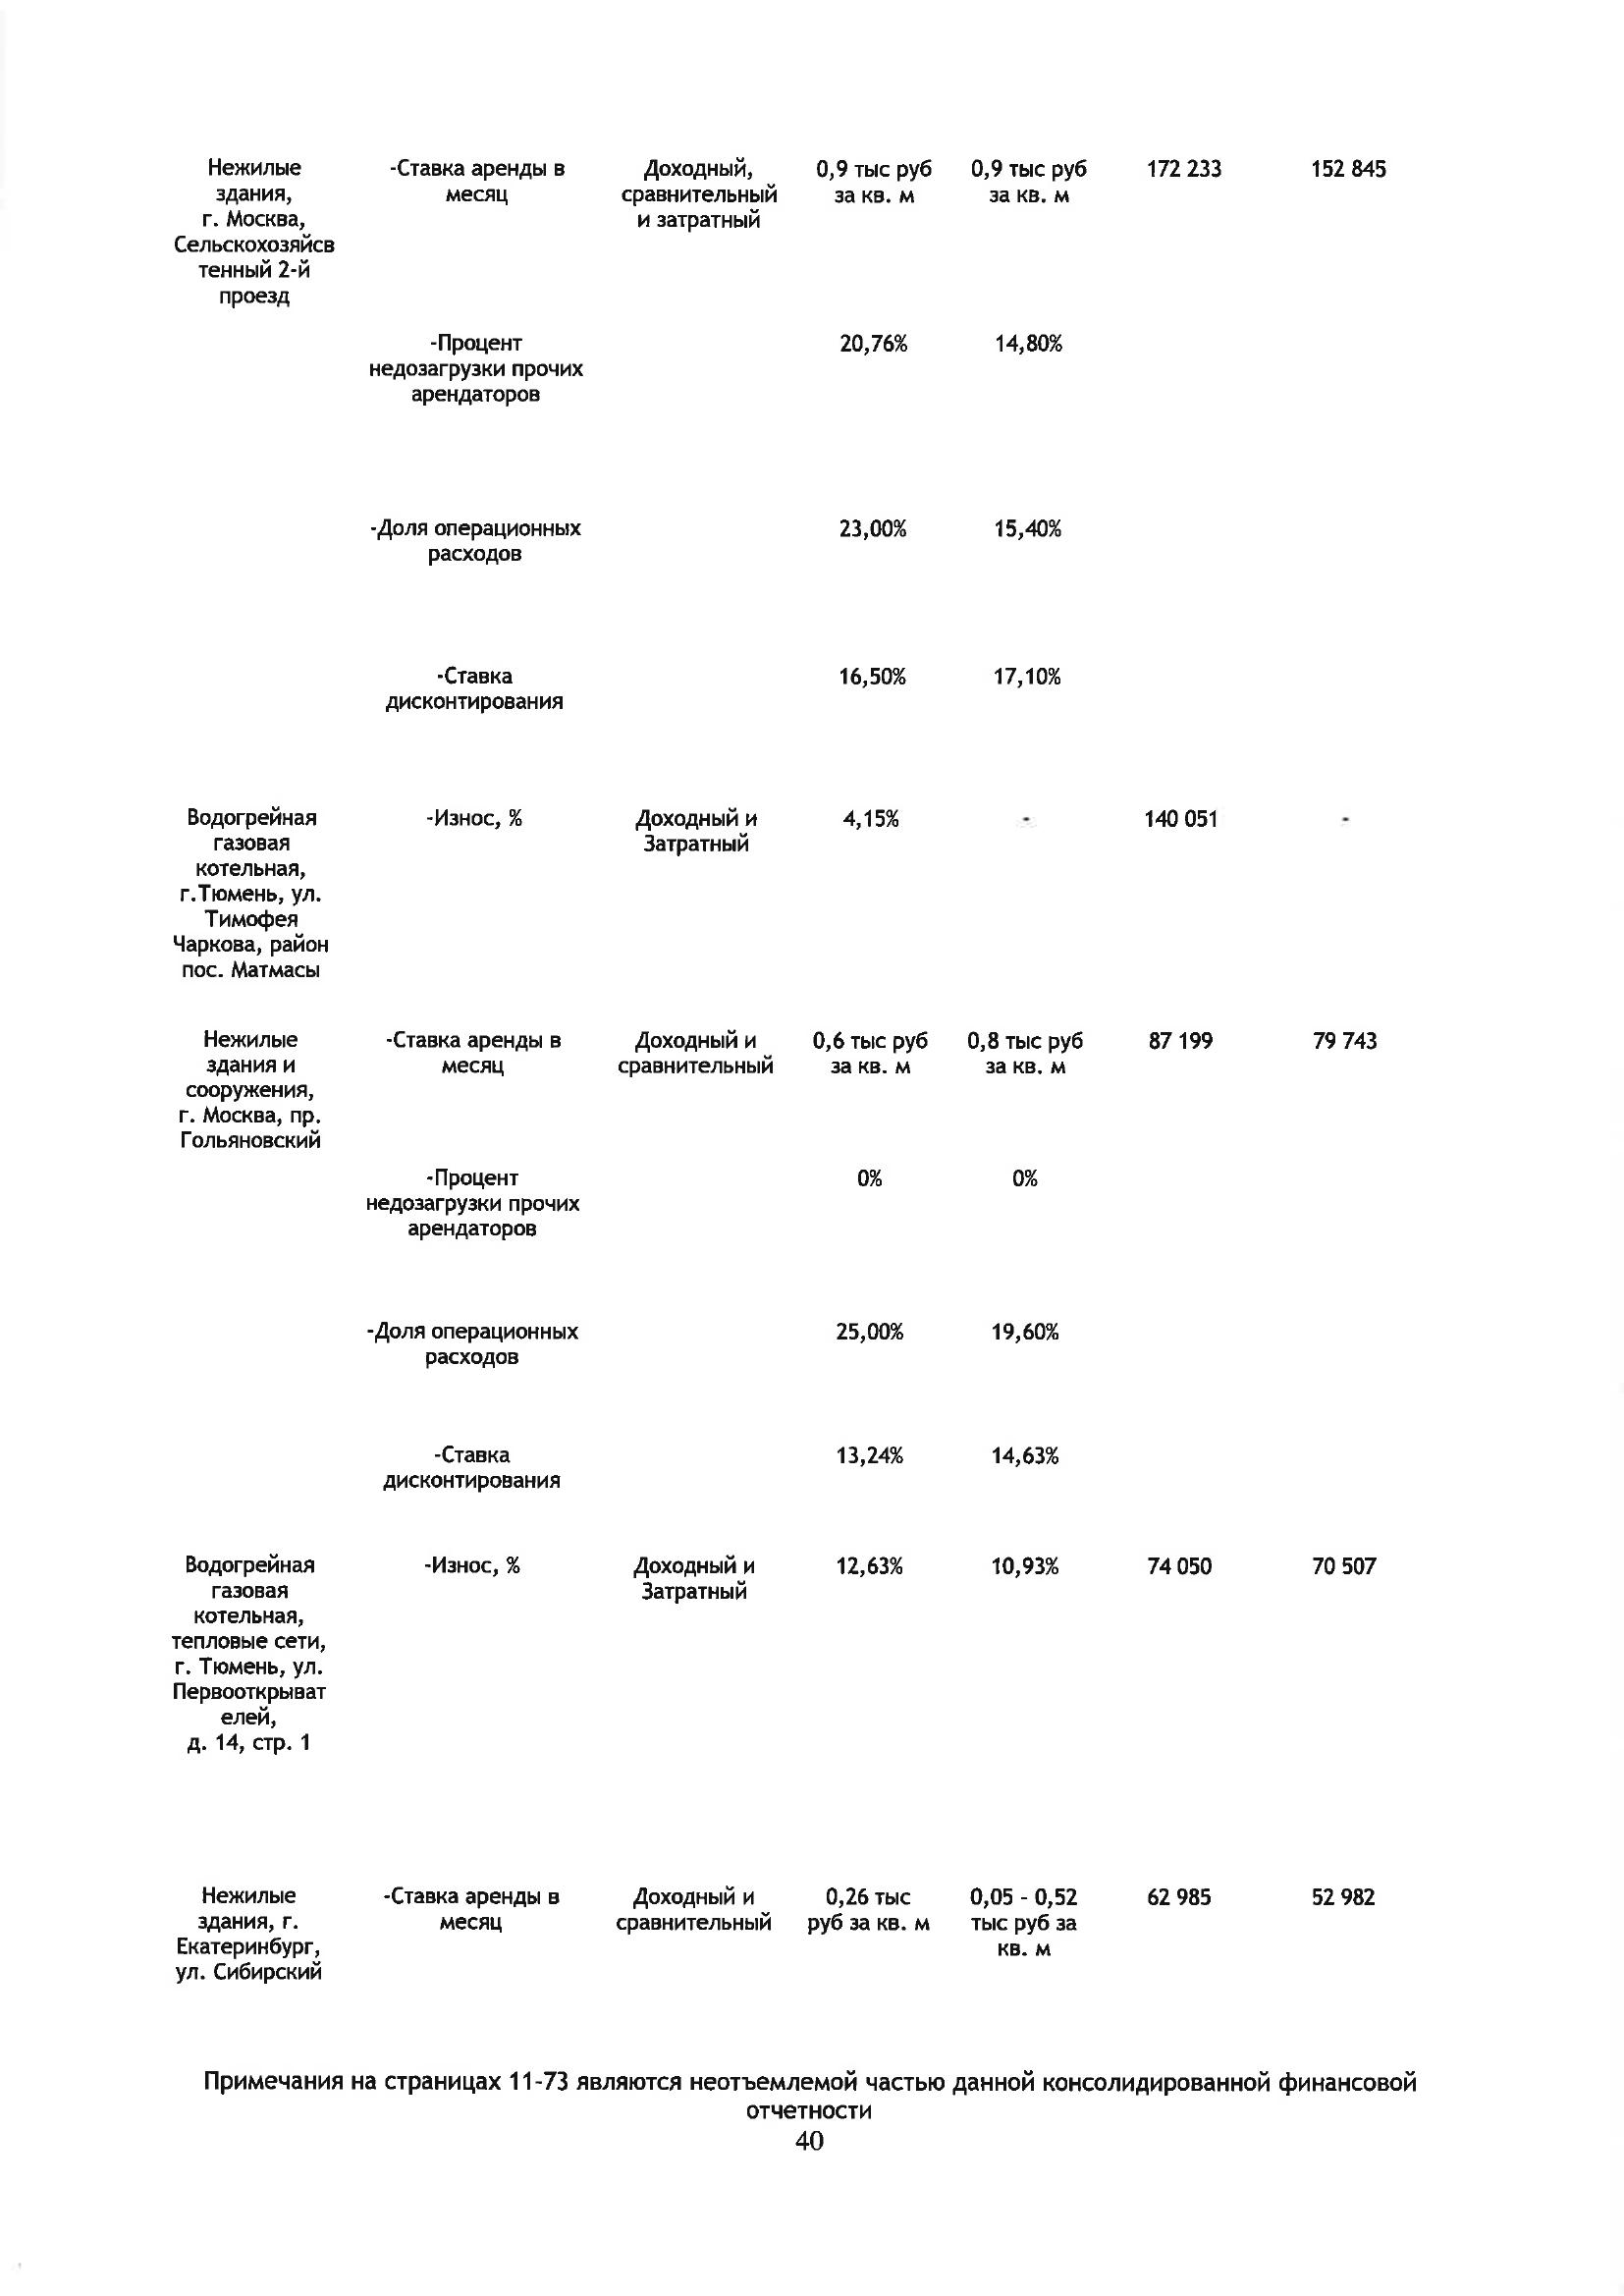 Нежилые
здания,
г. Москва,
Сельскохозяйсв
тенный 2-й
проезд
-Ставка аренды в
месяц
Доходный,
сравнительный
и затратный
0,9 тыс руб
за кв. м
0,9 тыс руб
за кв. м
172 233
152 845
-Процент
недозагрузки прочих
арендаторов
20,76%
14,80%
-Доля операционных
расходов
23,00%
15,40%
-Ставка
дисконтирования
16,50%
17,10%
Водогрейная
газовая
котельная,
г.Тюмень, ул.
Тимофея
Чаркова, район
пос. Матмасы
-Износ, %
Доходный и
Затратный
4,15%
-
140 051
-
Нежилые
здания и
сооружения,
г. Москва, пр.
Гольяновский
-Ставка аренды в
месяц
Доходный и
сравнительный
0,6 тыс руб
за кв. м
0,8 тыс руб
за кв. м
87 199
79 743
-Процент
недозагрузки прочих
арендаторов
0%
0%
-Доля операционных
расходов
25,00%
19,60%
-Ставка
дисконтирования
13,24%
14,63%
Водогрейная
газовая
котельная,
тепловые сети,
г. Тюмень, ул.
Первооткрыват
елей,
д. 14, стр. 1
-Износ, %
Доходный и
Затратный
12,63%
10,93%
74 050
70 507
Нежилые
здания, г.
Екатеринбург,
ул. Сибирский
-Ставка аренды в
месяц
Доходный и
сравнительный
0,26 тыс
руб за кв. м
0,05 - 0,52
тыс руб за
кв. м
62 985
52 982
Примечания на страницах 11-73 являются неотъемлемой частью данной консолидированной финансовой
отчетности
40